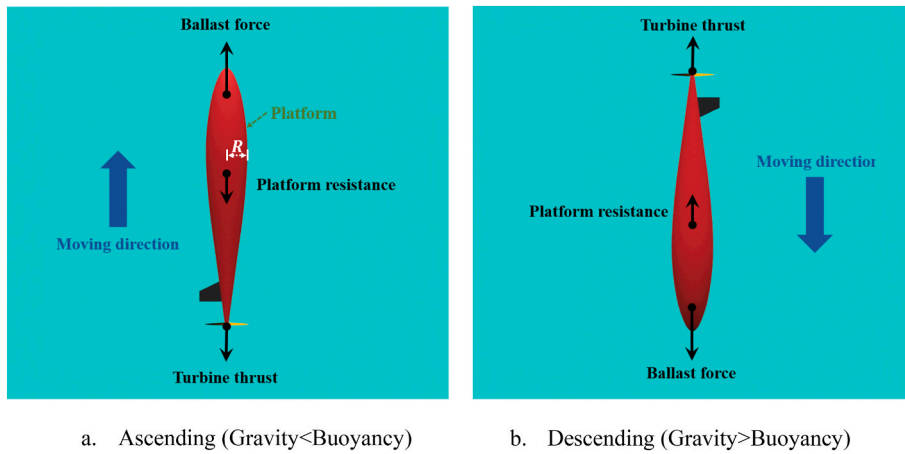 Ballast force
Platform
R
Platform resistance
Moving direction
Turbine thrust
a. Ascending (Gravity<Buoyancy)
Turbine thrust
Moving direction
Platform resistance
Ballast force
b. Descending (Gravity>Buoyancy)